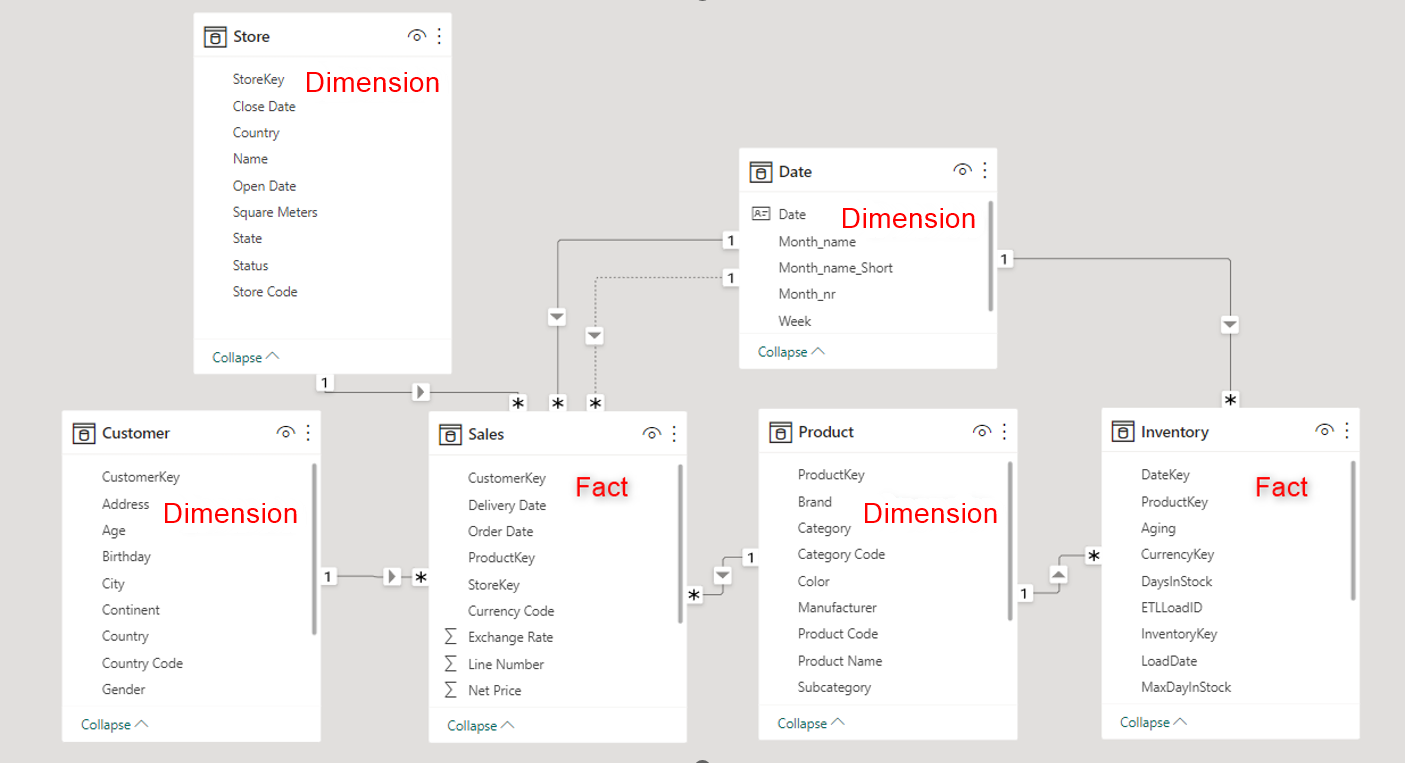 Store
Dimension
StoreKey
Close Date
Country
Name
Open Date
Square Meters
State
Status
Store Code
Collapse
1
*
Date
Dimension
Date
Month_name
Month_name_Short
Month_nr
Week
Collapse
1
*
1
*
1
*
Customer
CustomerKey
Address
Dimension
Age
Birthday
City
Continent
Country
Country Code
Gender
Collapse
1
*
Sales
Fact
CustomerKey
Delivery Date
Order Date
ProductKey
StoreKey
Currency Code
∑ Exchange Rate
∑ Line Number
∑ Net Price
Collapse
*
1
Product
ProductKey
Brand
Dimension
Category
Category Code
Color
Manufacturer
Product Code
Product Name
Subcategory
Collapse
1
*
Inventory
Fact
DateKey
ProductKey
Aging
CurrencyKey
DaysInStock
ETLLoadID
InventoryKey
LoadDate
MaxDayInStock
Collapse